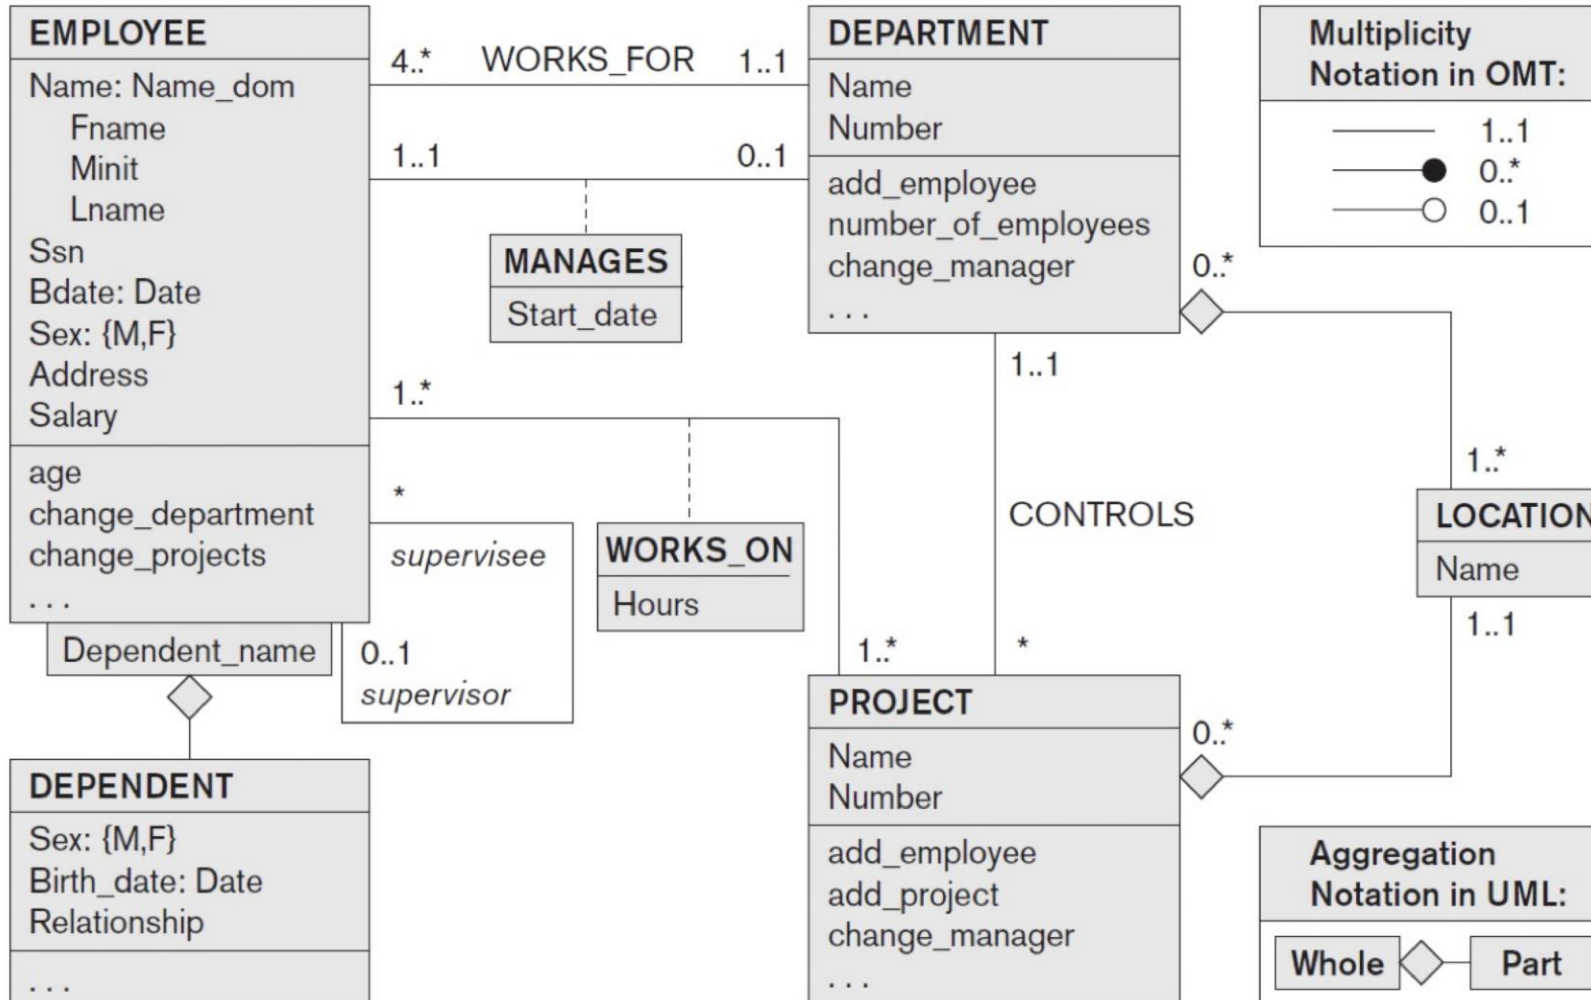 EMPLOYEE
Name: Name_dom
Fname
Minit
Lname
Ssn
Bdate: Date
Sex: {M,F}
Address
Salary
age
change_department
change_projects
. . .
Dependent_name
DEPENDENT
Sex: {M,F}
Birth_date: Date
Relationship
. . .
4..* WORKS_FOR 1..1
1..1 0..1
MANAGES
Start_date
1..*
WORKS_ON
Hours
1..*
*
supervisee
0..1
supervisor
DEPARTMENT
Name
Number
add_employee
number_of_employees
change_manager
. . .
1..1
CONTROLS
*
PROJECT
Name
Number
add_employee
add_project
change_manager
. . .
0..*
1..*
LOCATION
Name
1..1
0..*
Multiplicity
Notation in OMT:
1..1
0..*
0..1
Aggregation
Notation in UML:
Whole Part